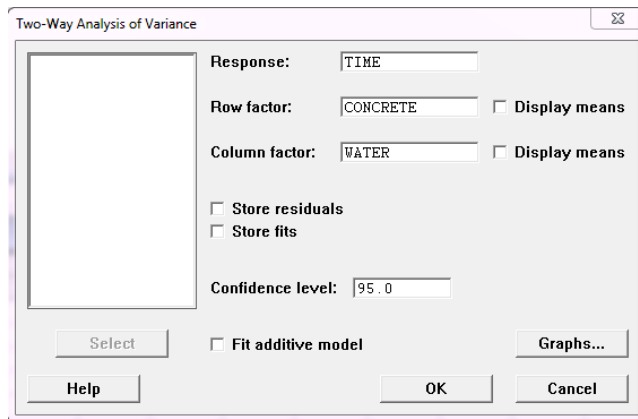 Two-Way Analysis of Variance
Response: TIME
Row factor: CONCRETE Display means
Column factor: WATER Display means
Store residuals
Store fits
Confidence level: 95.0
Select Fit additive model Graphs...
Help OK Cancel